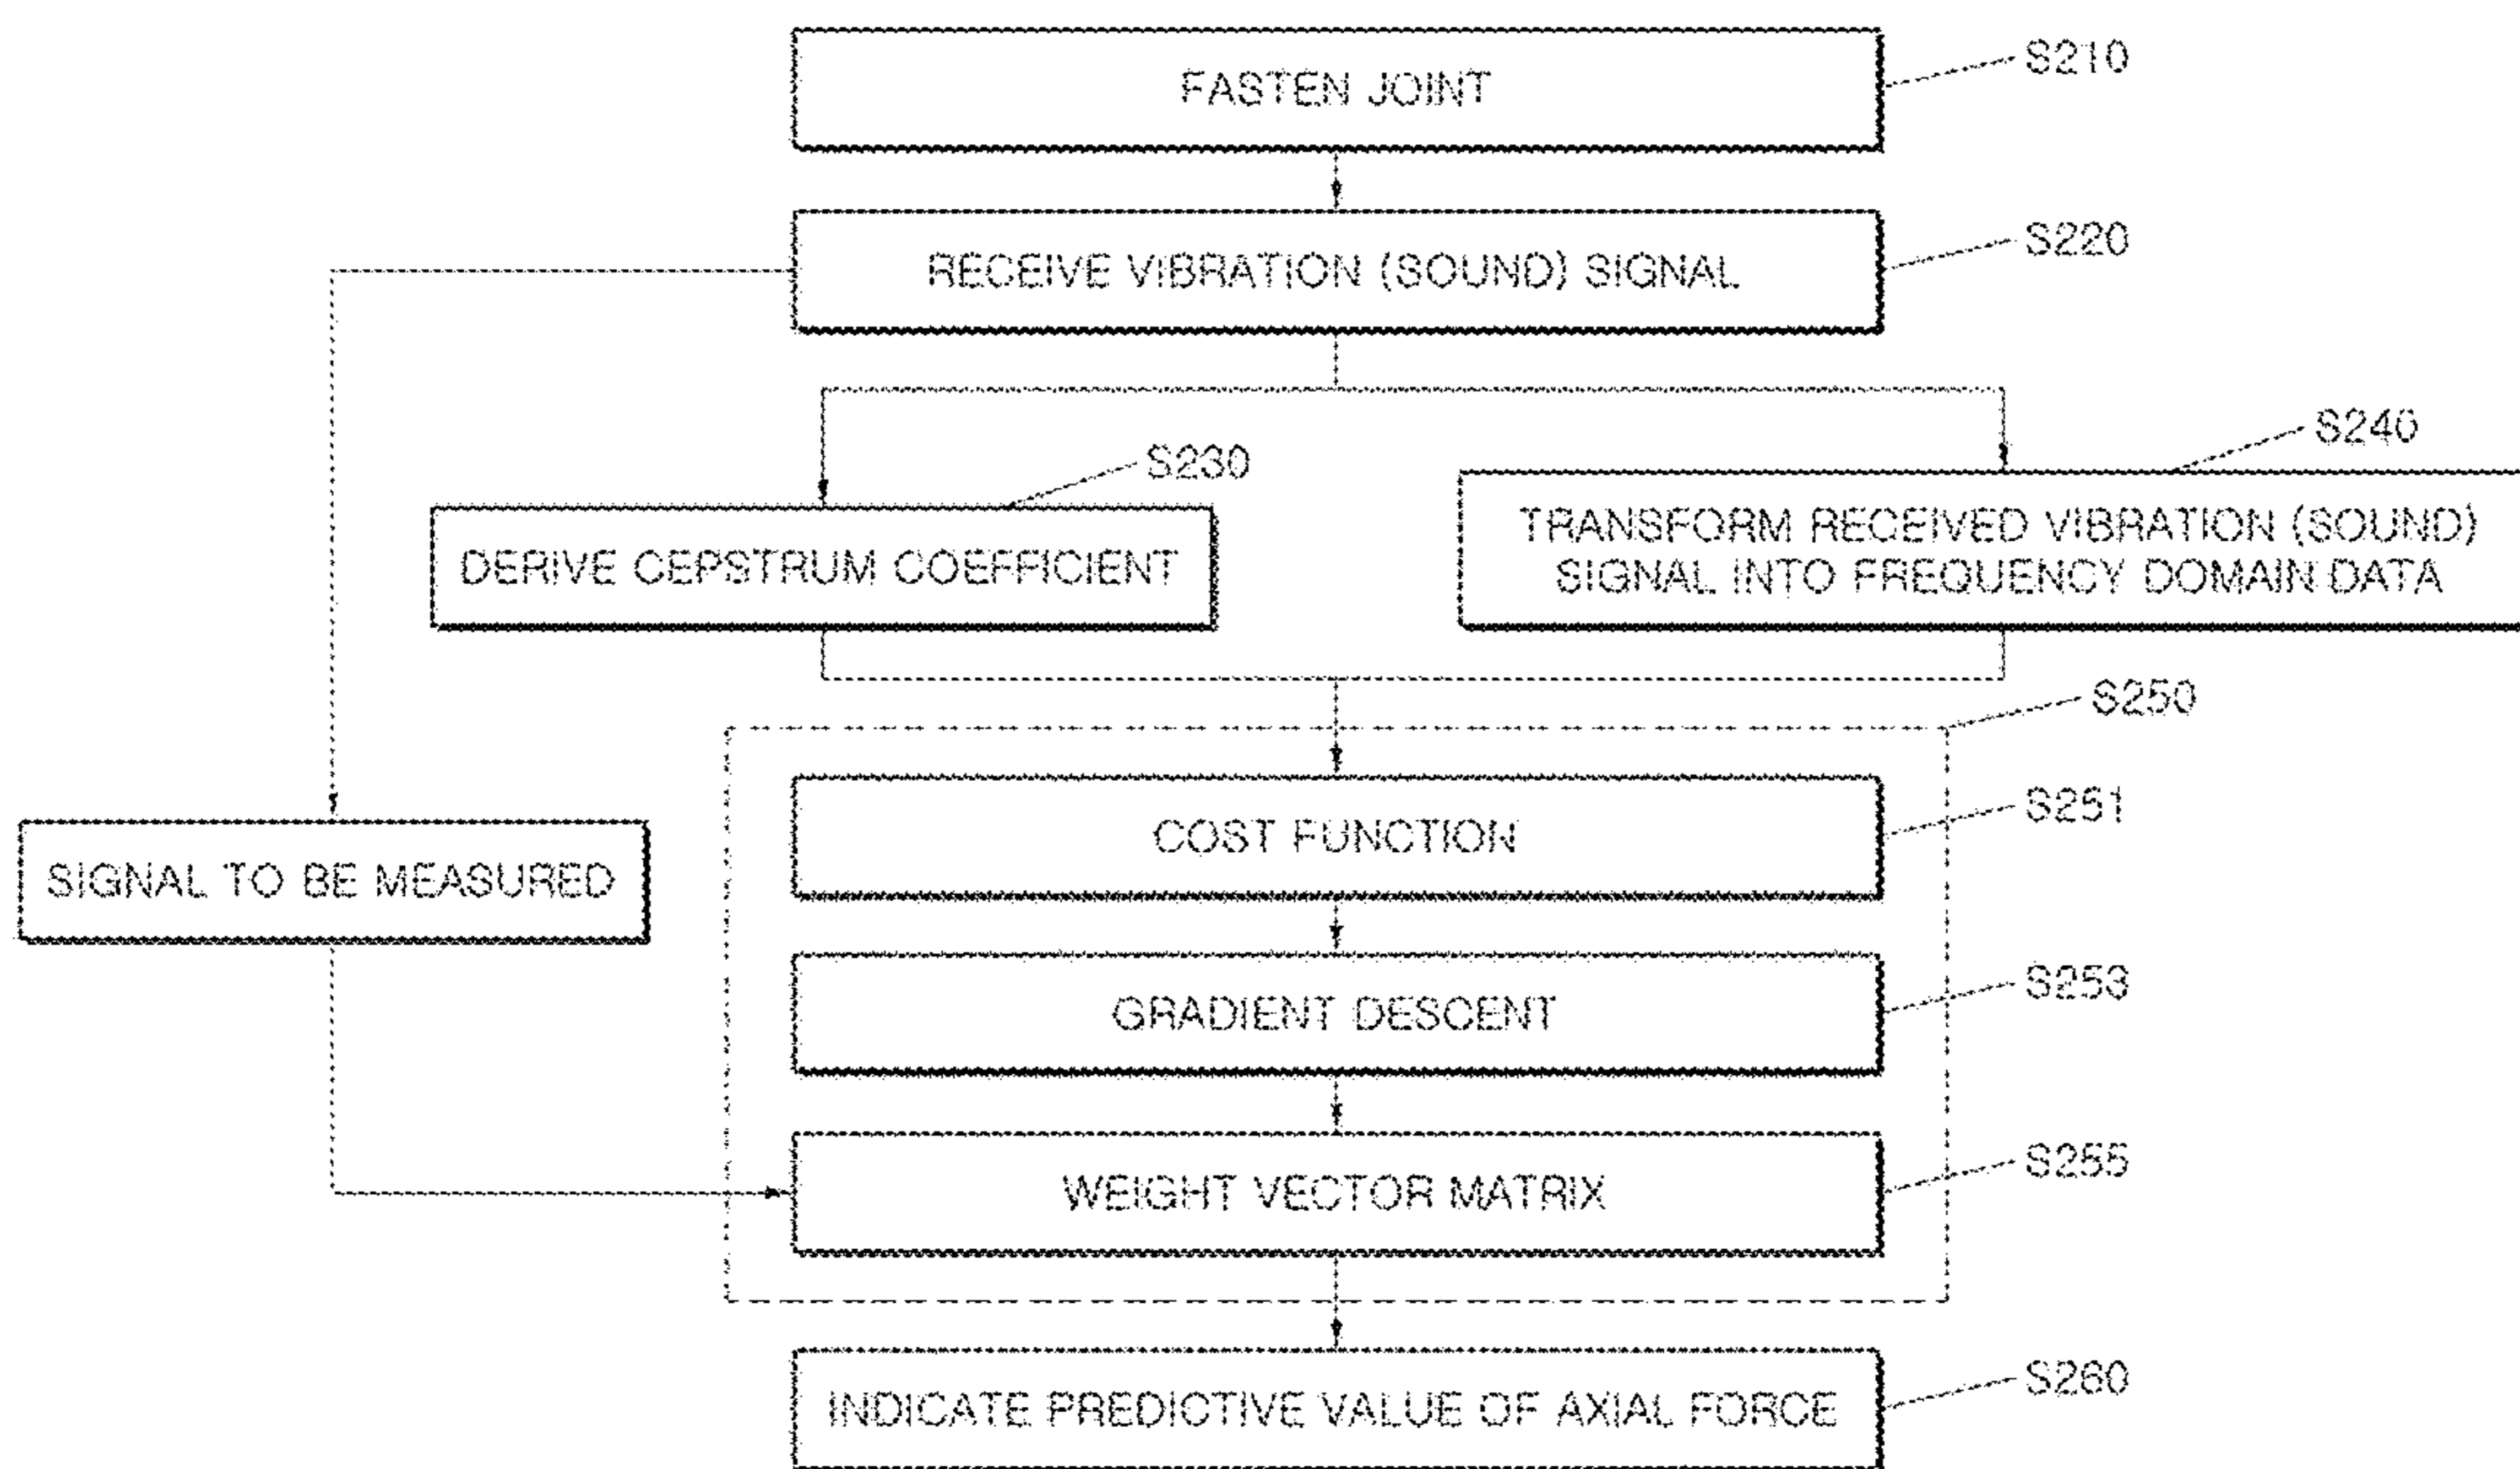 FASTEN JOINT
S210
RECEIVE VIBRATION (SOUND) SIGNAL
S220
S230
DERIVE CEPSTRUM COEFFICIENT
S240
TRANSFORM RECEIVED VIBRATION (SOUND)
SIGNAL INTO FREQUENCY DOMAIN DATA
S250
COST FUNCTION
S251
SIGNAL TO BE MEASURED
GRADIENT DESCENT
S253
WEIGHT VECTOR MATRIX
S255
INDICATE PREDICTIVE VALUE OF AXIAL FORCE
S260